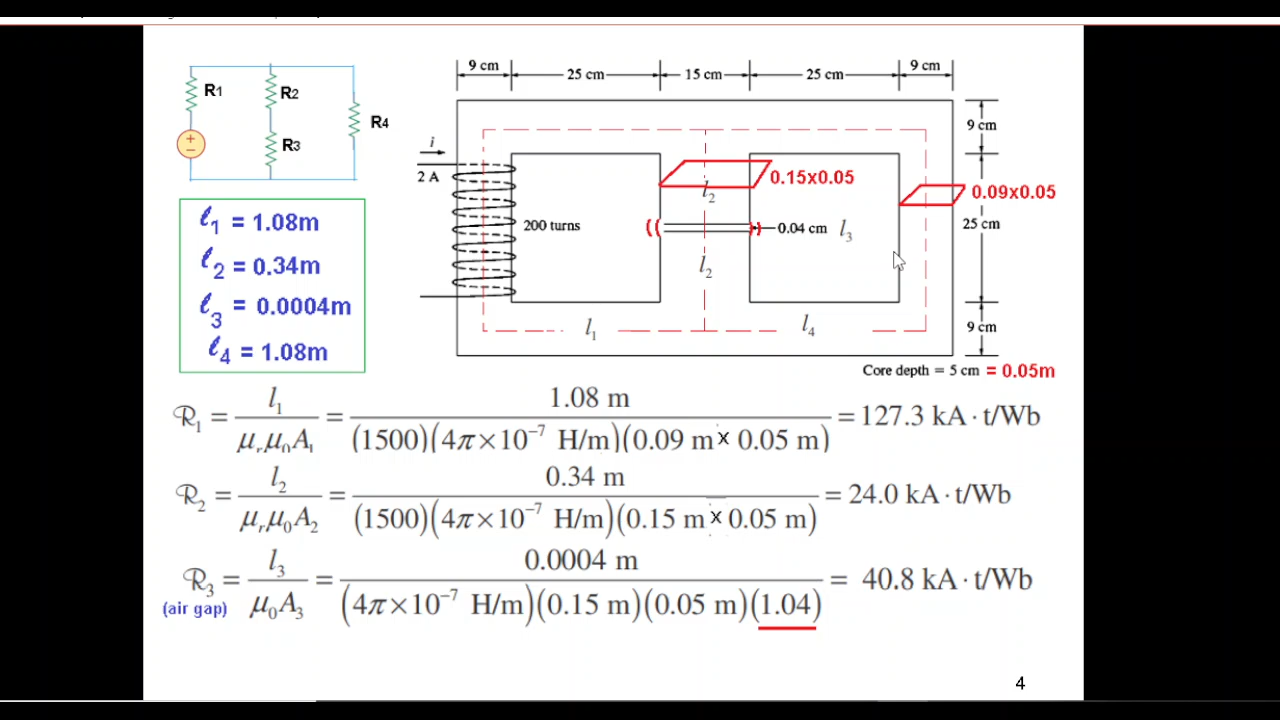 R1
R2
R3
R4
+
−
ℓ1 = 1.08m
ℓ2 = 0.34m
ℓ3 = 0.0004m
ℓ4 = 1.08m
9 cm
25 cm
15 cm
25 cm
9 cm
i
2 A
200 turns
l2
0.15x0.05
0.04 cm
l3
l2
l1
l4
9 cm
0.09x0.05
25 cm
9 cm
Core depth = 5 cm = 0.05m
ℛ1 = l1 / μrμ0A1 = 1.08 m / (1500)(4π×10⁻⁷ H/m)(0.09 m × 0.05 m) = 127.3 kA·t/Wb
ℛ2 = l2 / μrμ0A2 = 0.34 m / (1500)(4π×10⁻⁷ H/m)(0.15 m × 0.05 m) = 24.0 kA·t/Wb
ℛ3 = l3 / μ0A3 = 0.0004 m / (4π×10⁻⁷ H/m)(0.15 m)(0.05 m)(1.04) = 40.8 kA·t/Wb
(air gap)
4